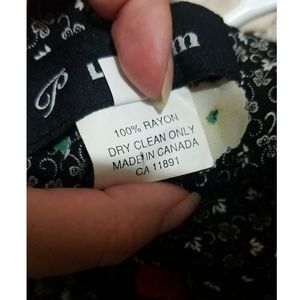 100% RAYON
DRY CLEAN ONLY
MADE IN CANADA
CA 11891